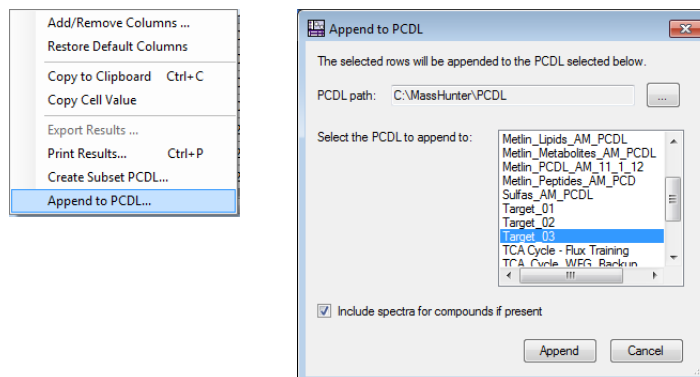 Add/Remove Columns ...
Restore Default Columns
Copy to Clipboard Ctrl+C
Copy Cell Value
Export Results ...
Print Results... Ctrl+P
Create Subset PCDL...
Append to PCDL...
Append to PCDL
The selected rows will be appended to the PCDL selected below.
PCDL path: C:\MassHunter\PCDL ...
Select the PCDL to append to:
Metlin_Lipids_AM_PCDL
Metlin_Metabolites_AM_PCDL
Metlin_PCDL_AM_11_1_12
Metlin_Peptides_AM_PCD
Sulfas_AM_PCDL
Target_01
Target_02
Target_03
TCA Cycle - Flux Training
TCA_Cycle_WFG_Backup
Include spectra for compounds if present
Append Cancel